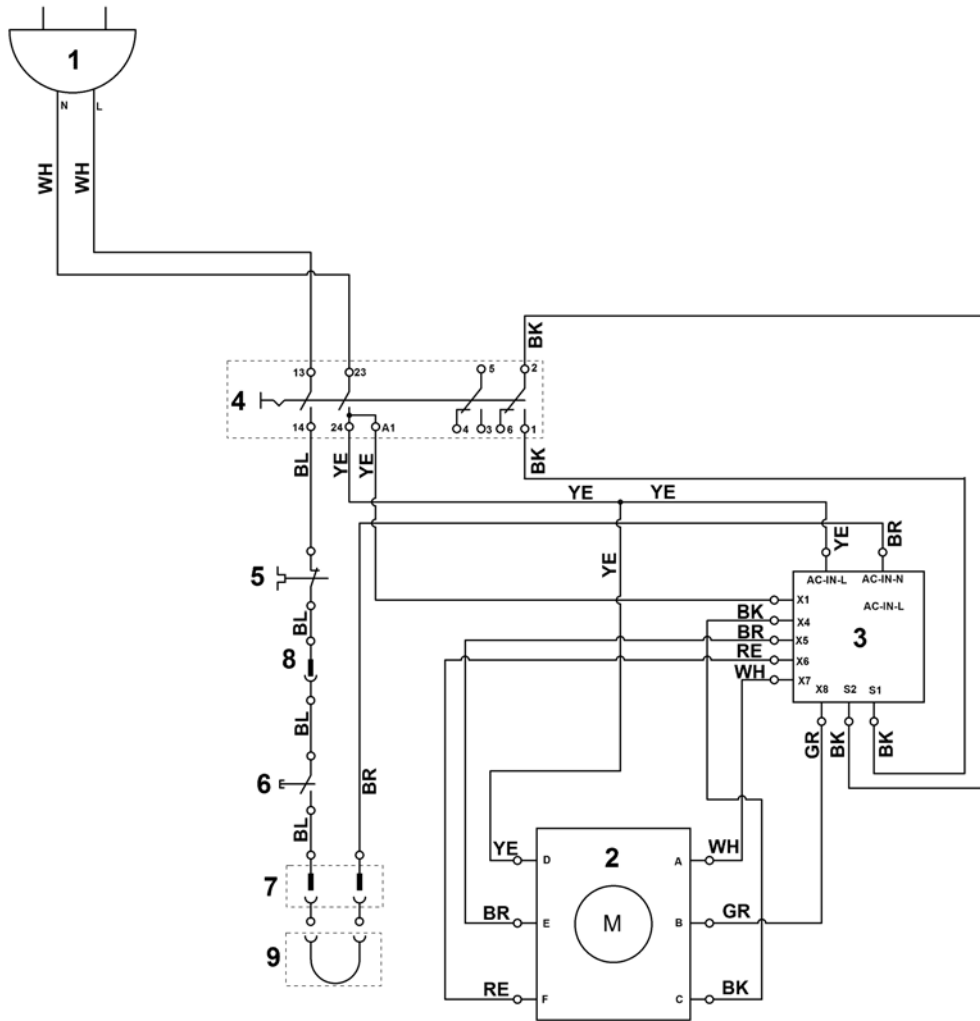 1
N L
WH WH
BK
13 23 5 2
4
14 24 A1 4 3 6 1
BL YE YE BK
YE YE
YE YE BR
5
AC-IN-L AC-IN-N
X1 AC-IN-L
BL
BK X4
BR X5 3
8
RE X6
WH X7
X8 S2 S1
BL
GR BK BK
6 BR
BL
2
YE D A WH
7
BR E M B GR
9
RE F C BK